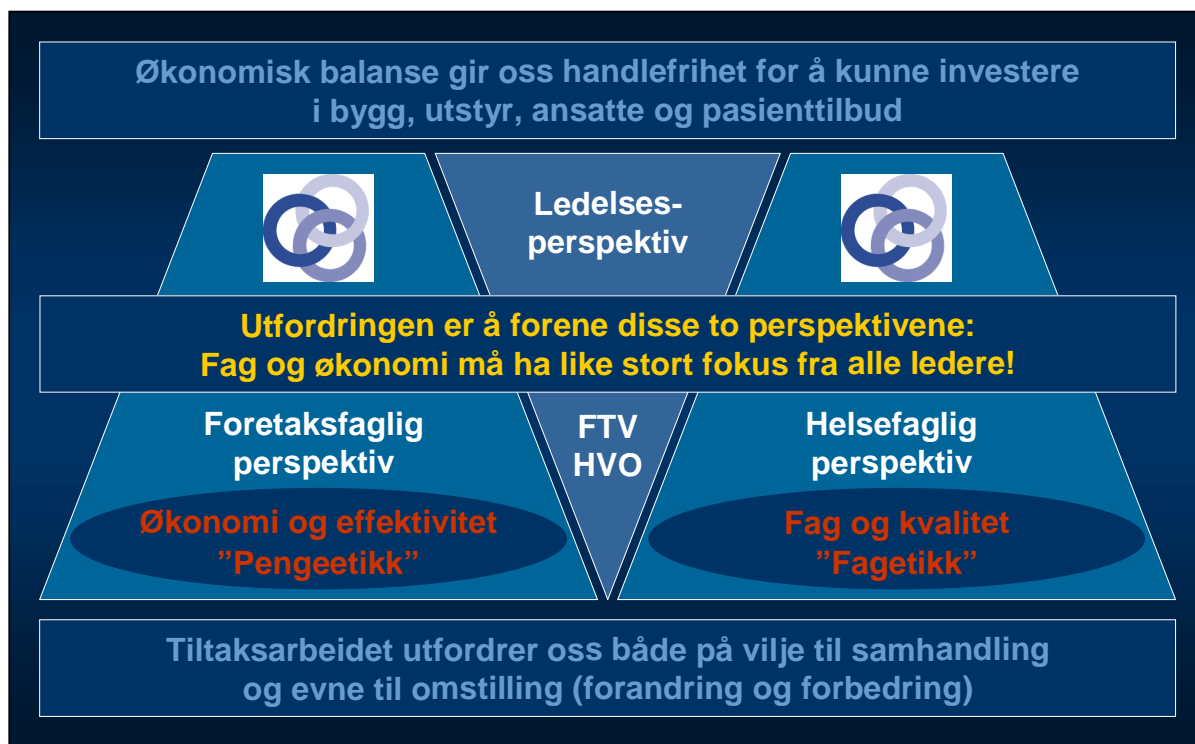 Økonomisk balanse gir oss handlefrihet for å kunne investere
i bygg, utstyr, ansatte og pasienttilbud
Ledelses-
perspektiv
Utfordringen er å forene disse to perspektivene:
Fag og økonomi må ha like stort fokus fra alle ledere!
Foretaksfaglig
perspektiv
Økonomi og effektivitet
”Pengeetikk”
FTV
HVO
Helsefaglig
perspektiv
Fag og kvalitet
”Fagetikk”
Tiltaksarbeidet utfordrer oss både på vilje til samhandling
og evne til omstilling (forandring og forbedring)